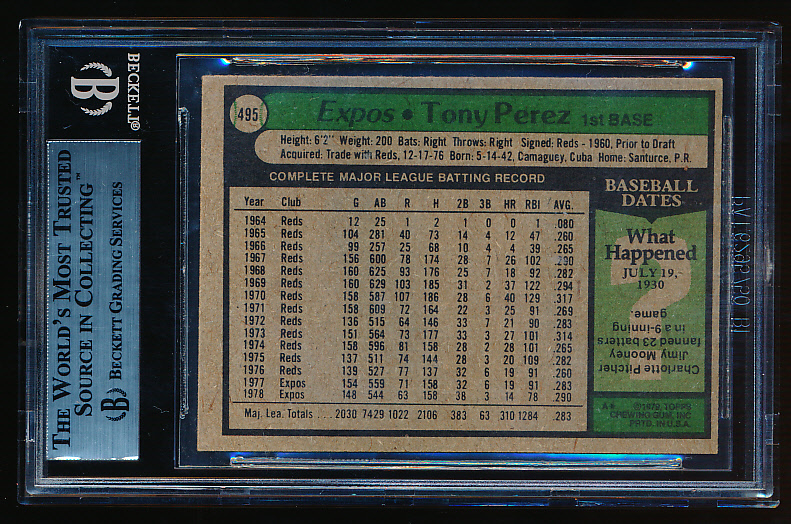 BECKETT®
B
THE WORLD'S MOST TRUSTED
SOURCE IN COLLECTING™
B BECKETT GRADING SERVICES
495 Expos • Tony Perez 1st BASE
Height: 6'2" Weight: 200 Bats: Right Throws: Right Signed: Reds - 1960, Prior to Draft
Acquired: Trade with Reds, 12-17-76 Born: 5-14-42, Camaguey, Cuba Home: Santurce, P.R.
COMPLETE MAJOR LEAGUE BATTING RECORD
Year Club G AB R H 2B 3B HR RBI AVG.
1964 Reds 12 25 1 2 1 0 0 1 .080
1965 Reds 104 281 40 73 14 4 12 47 .260
1966 Reds 99 257 25 68 10 4 4 39 .265
1967 Reds 156 600 78 174 28 7 26 102 .290
1968 Reds 160 625 93 176 25 7 18 92 .282
1969 Reds 160 629 103 185 31 2 37 122 .294
1970 Reds 158 587 107 186 28 6 40 129 .317
1971 Reds 158 609 72 164 22 3 25 91 .269
1972 Reds 136 515 64 146 33 7 21 90 .283
1973 Reds 151 564 73 177 33 3 27 101 .314
1974 Reds 158 596 81 158 28 2 28 101 .265
1975 Reds 137 511 74 144 28 3 20 109 .282
1976 Reds 139 527 77 137 32 6 19 91 .260
1977 Expos 154 559 71 158 32 6 19 91 .283
1978 Expos 148 544 63 158 38 3 14 78 .290
Maj. Lea. Totals . . . 2030 7429 1022 2106 383 63 310 1284 .283
BASEBALL
DATES
What
Happened
JULY 19,
1930
?
Charlotte Pitcher
Jimmy Mooney
fanned 23 batters
in a 9-inning
game.
A★ ©1979, TOPPS
CHEWING GUM, INC.
PRTD. IN U.S.A.